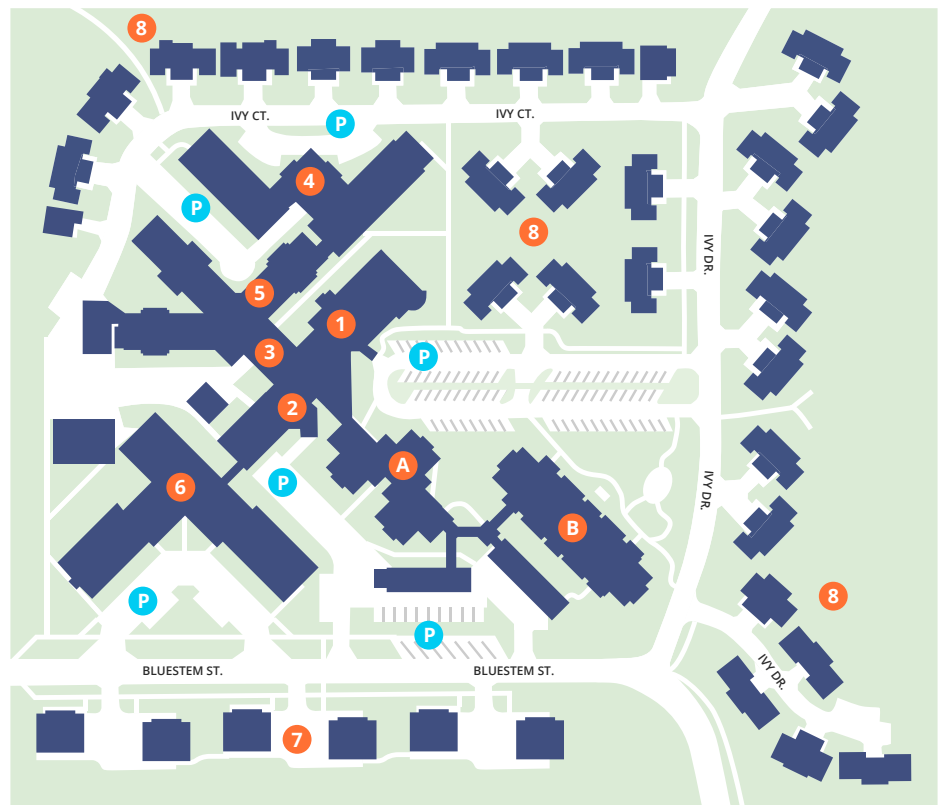 8
IVY CT.
IVY CT.
P
4
P
8
IVY DR.
5
1
3
P
2
A
6
P
IVY DR.
B
P
8
P
BLUESTEM ST.
BLUESTEM ST.
IVY DR.
7